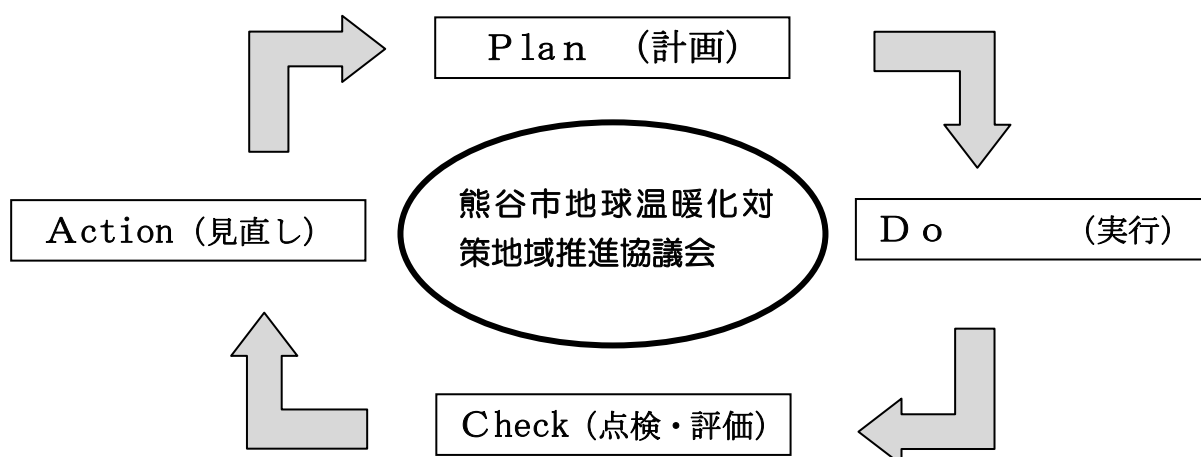 Ｐｌａｎ　（計画）
熊谷市地球温暖化対
策地域推進協議会
Ａction（見直し）
Ｄｏ　　　　（実行）
Ｃheck（点検・評価）